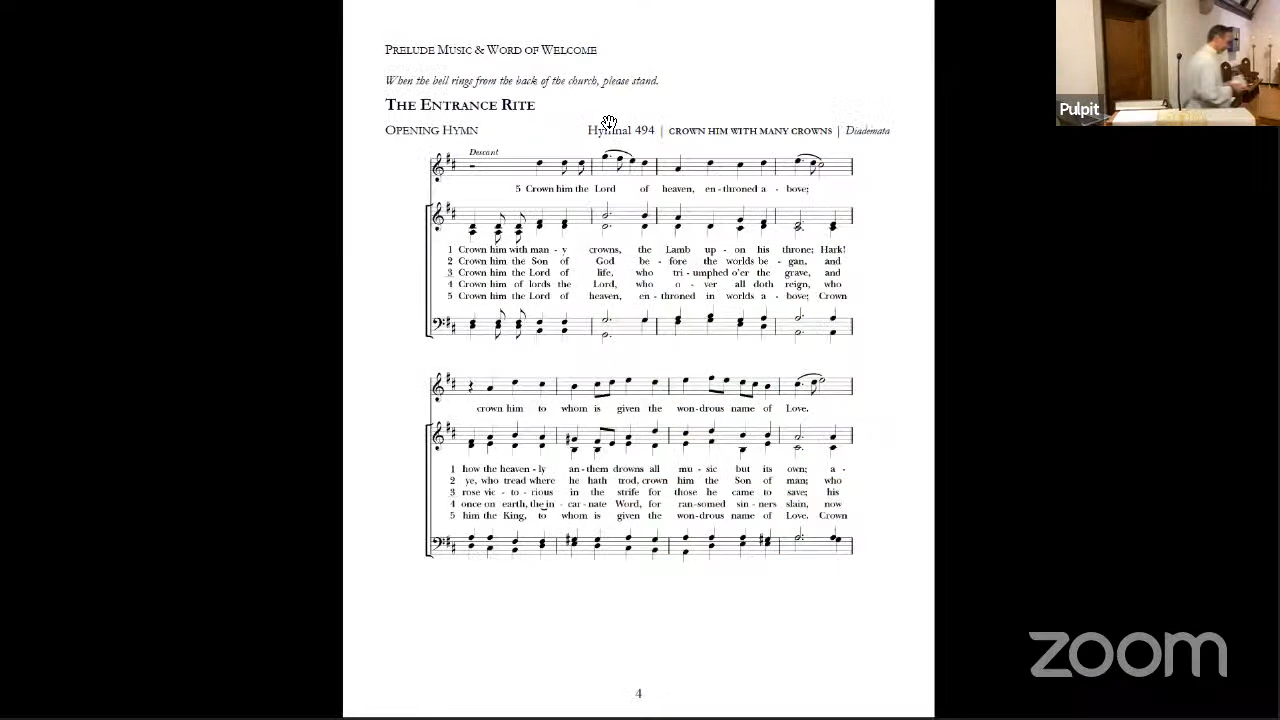 PRELUDE MUSIC & WORD OF WELCOME
When the bell rings from the back of the church, please stand.
THE ENTRANCE RITE
OPENING HYMN Hymnal 494 | CROWN HIM WITH MANY CROWNS | Diademata
Descant
5 Crown him the Lord of heaven, en-throned a - bove;
1 Crown him with man - y crowns, the Lamb up - on his throne; Hark!
2 Crown him the Son of God be - fore the worlds be - gan, and
3 Crown him the Lord of life, who tri - umphed o'er the grave, and
4 Crown him of lords the Lord, who o - ver all doth reign, who
5 Crown him the Lord of heaven, en - throned in worlds a - bove; Crown
crown him to whom is given the won-drous name of Love.
1 how the heaven - ly an - them drowns all mu - sic but its own; a -
2 ye, who tread where he hath trod, crown him the Son of man; who
3 rose vic - to - rious in the strife for those he came to save; his
4 once on earth, the in - car - nate Word, for ran - somed sin - ners slain, now
5 him the King, to whom is given the won - drous name of Love. Crown
4
Pulpit
zoom